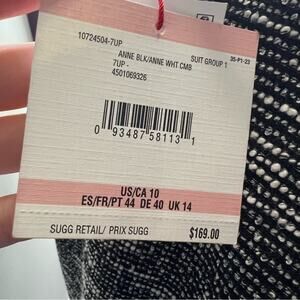 10724504-7UP
ANNE BLK/ANNE WHT CMB SUIT GROUP 1 35-P1-23
7UP -
4501069326
0 93487 58113 1
US/CA 10
ES/FR/PT 44 DE 40 UK 14
SUGG RETAIL/ PRIX SUGG $169.00